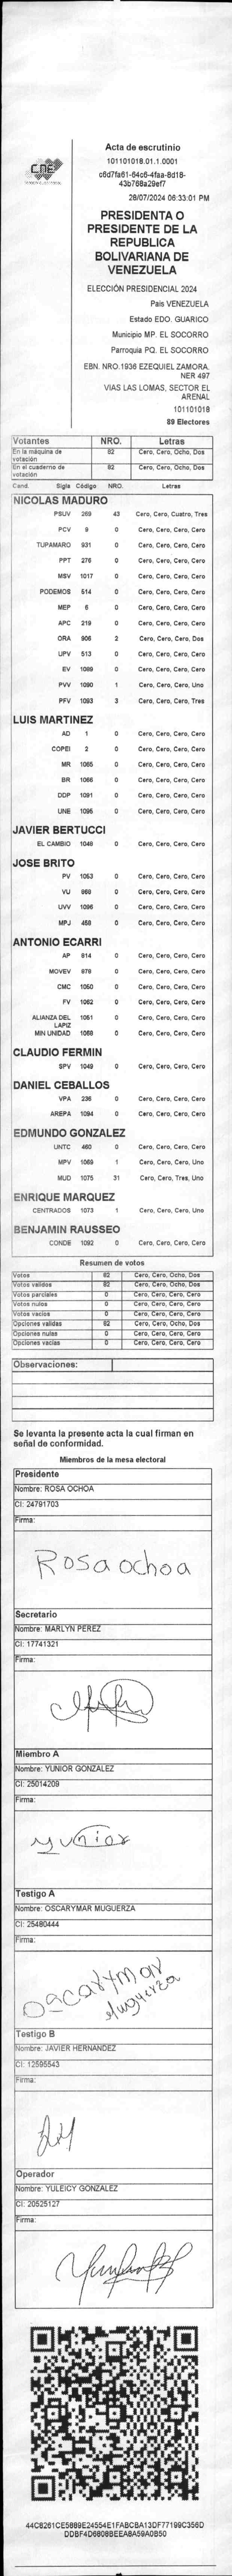 Acta de escrutinio
CNE
101101018.01.1.0001
c6d7fa61-64c6-4faa-8d18-
43b768a29ef7
28/07/2024 06:33:01 PM
PRESIDENTA O
PRESIDENTE DE LA
REPUBLICA
BOLIVARIANA DE
VENEZUELA
ELECCIÓN PRESIDENCIAL 2024
País VENEZUELA
Estado EDO. GUARICO
Municipio MP. EL SOCORRO
Parroquia PQ. EL SOCORRO
EBN. NRO.1936 EZEQUIEL ZAMORA.
NER 497
VIAS LAS LOMAS, SECTOR EL
ARENAL
101101018
89 Electores
Votantes NRO. Letras
En la máquina de votación 82 Cero, Cero, Ocho, Dos
En el cuaderno de votación 82 Cero, Cero, Ocho, Dos
Cand. Sigla Código NRO. Letras
NICOLAS MADURO
PSUV 269 43 Cero, Cero, Cuatro, Tres
PCV 9 0 Cero, Cero, Cero, Cero
TUPAMARO 931 0 Cero, Cero, Cero, Cero
PPT 276 0 Cero, Cero, Cero, Cero
MSV 1017 0 Cero, Cero, Cero, Cero
PODEMOS 514 0 Cero, Cero, Cero, Cero
MEP 6 0 Cero, Cero, Cero, Cero
APC 219 0 Cero, Cero, Cero, Cero
ORA 906 2 Cero, Cero, Cero, Dos
UPV 513 0 Cero, Cero, Cero, Cero
EV 1089 0 Cero, Cero, Cero, Cero
PVV 1090 1 Cero, Cero, Cero, Uno
PFV 1093 3 Cero, Cero, Cero, Tres
LUIS MARTINEZ
AD 1 0 Cero, Cero, Cero, Cero
COPEI 2 0 Cero, Cero, Cero, Cero
MR 1065 0 Cero, Cero, Cero, Cero
BR 1066 0 Cero, Cero, Cero, Cero
DDP 1091 0 Cero, Cero, Cero, Cero
UNE 1095 0 Cero, Cero, Cero, Cero
JAVIER BERTUCCI
EL CAMBIO 1048 0 Cero, Cero, Cero, Cero
JOSE BRITO
PV 1053 0 Cero, Cero, Cero, Cero
VU 968 0 Cero, Cero, Cero, Cero
UVV 1096 0 Cero, Cero, Cero, Cero
MPJ 458 0 Cero, Cero, Cero, Cero
ANTONIO ECARRI
AP 814 0 Cero, Cero, Cero, Cero
MOVEV 878 0 Cero, Cero, Cero, Cero
CMC 1050 0 Cero, Cero, Cero, Cero
FV 1062 0 Cero, Cero, Cero, Cero
ALIANZA DEL LAPIZ 1051 0 Cero, Cero, Cero, Cero
MIN UNIDAD 1068 0 Cero, Cero, Cero, Cero
CLAUDIO FERMIN
SPV 1049 0 Cero, Cero, Cero, Cero
DANIEL CEBALLOS
VPA 236 0 Cero, Cero, Cero, Cero
AREPA 1094 0 Cero, Cero, Cero, Cero
EDMUNDO GONZALEZ
UNTC 460 0 Cero, Cero, Cero, Cero
MPV 1069 1 Cero, Cero, Cero, Uno
MUD 1075 31 Cero, Cero, Tres, Uno
ENRIQUE MARQUEZ
CENTRADOS 1073 1 Cero, Cero, Cero, Uno
BENJAMIN RAUSSEO
CONDE 1092 0 Cero, Cero, Cero, Cero
Resumen de votos
Votos 82 Cero, Cero, Ocho, Dos
Votos validos 82 Cero, Cero, Ocho, Dos
Votos parciales 0 Cero, Cero, Cero, Cero
Votos nulos 0 Cero, Cero, Cero, Cero
Votos vacios 0 Cero, Cero, Cero, Cero
Opciones validas 82 Cero, Cero, Ocho, Dos
Opciones nulas 0 Cero, Cero, Cero, Cero
Opciones vacias 0 Cero, Cero, Cero, Cero
Observaciones:
Se levanta la presente acta la cual firman en
señal de conformidad.
Miembros de la mesa electoral
Presidente
Nombre: ROSA OCHOA
CI: 24791703
Firma:
Rosa ochoa
Secretario
Nombre: MARLYN PEREZ
CI: 17741321
Firma:
Miembro A
Nombre: YUNIOR GONZALEZ
CI: 25014209
Firma:
yunior
Testigo A
Nombre: OSCARYMAR MUGUERZA
CI: 25480444
Firma:
Oscarymar
Muguerza
Testigo B
Nombre: JAVIER HERNANDEZ
CI: 12595543
Firma:
Operador
Nombre: YULEICY GONZALEZ
CI: 20525127
Firma:
44C8261CE5889E24554E1FABCBA13DF77199C356D
DDBF4D6808BEEA8A59A0B50